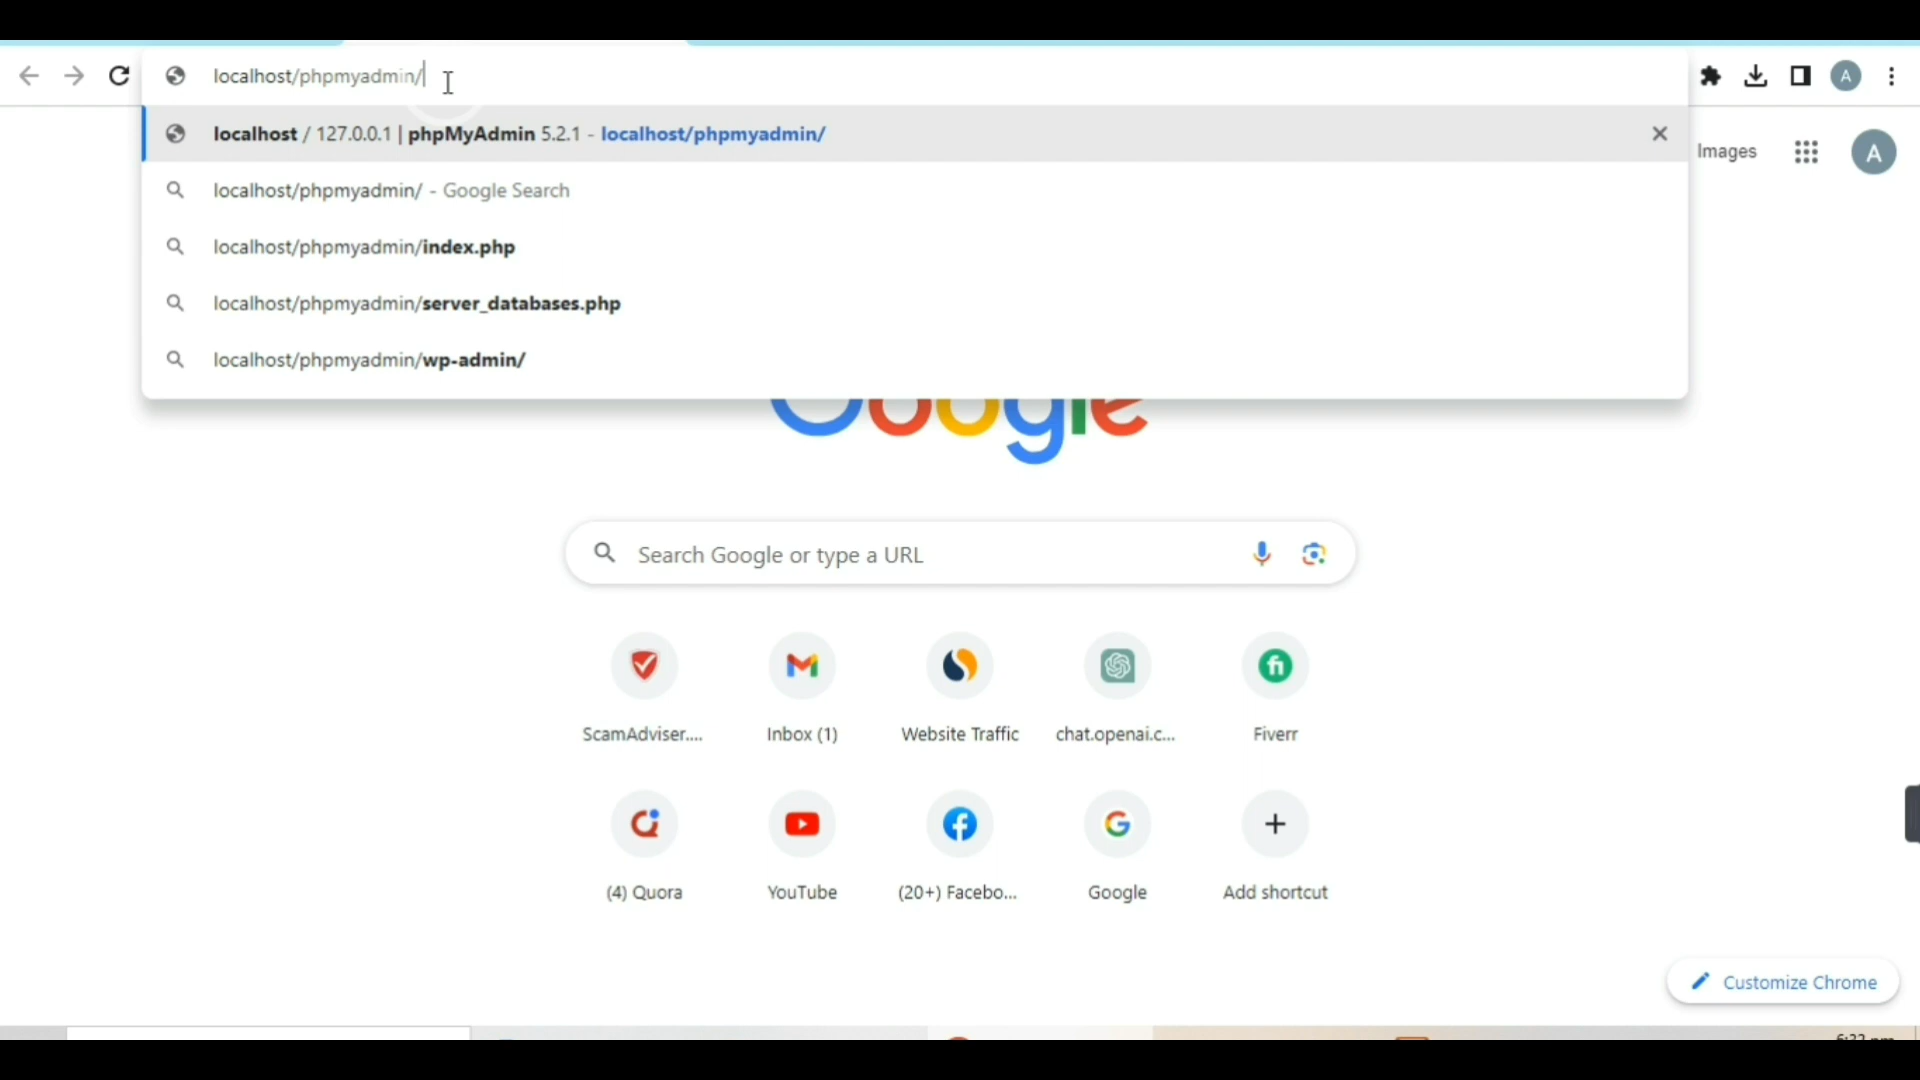 localhost/phpmyadmin/
localhost / 127.0.0.1 | phpMyAdmin 5.2.1 - localhost/phpmyadmin/
localhost/phpmyadmin/ - Google Search
localhost/phpmyadmin/index.php
localhost/phpmyadmin/server_databases.php
localhost/phpmyadmin/wp-admin/
A
Images
A
Google
Search Google or type a URL
ScamAdviser....
Inbox (1)
Website Traffic
chat.openai.c...
Fiverr
(4) Quora
YouTube
(20+) Facebo...
Google
Add shortcut
Customize Chrome